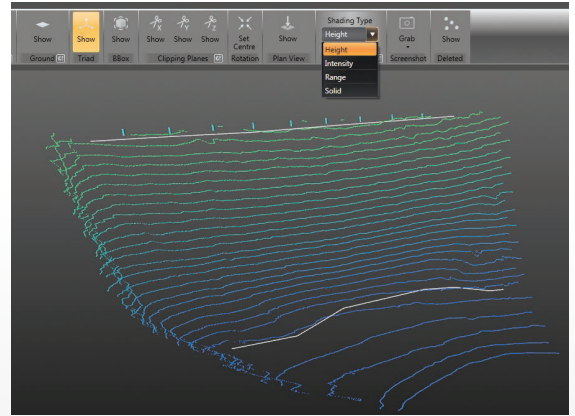 Shading Type
Show Show Show Show Show Show Set Centre Show Height Grab Show
Ground Triad BBox Clipping Planes Rotation Plan View Screenshot Deleted
X Y Z
Height
Intensity
Range
Solid